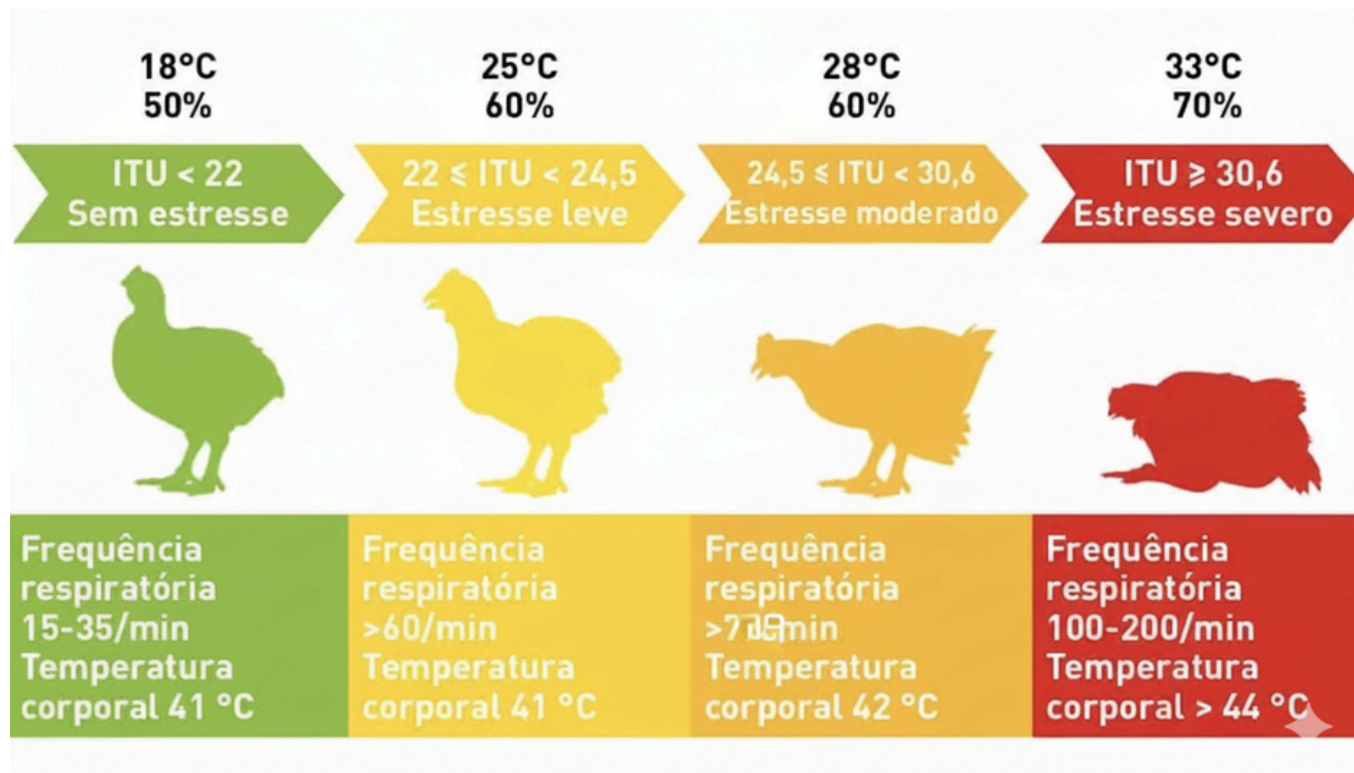 18°C
50%
ITU < 22
Sem estresse
Frequência
respiratória
15-35/min
Temperatura
corporal 41 °C
25°C
60%
22 ≤ ITU < 24,5
Estresse leve
Frequência
respiratória
>60/min
Temperatura
corporal 41 °C
28°C
60%
24,5 ≤ ITU < 30,6
Estresse moderado
Frequência
respiratória
Temperatura
corporal 42 °C
33°C
70%
ITU ≥ 30,6
Estresse severo
Frequência
respiratória
100-200/min
Temperatura
corporal > 44 °C